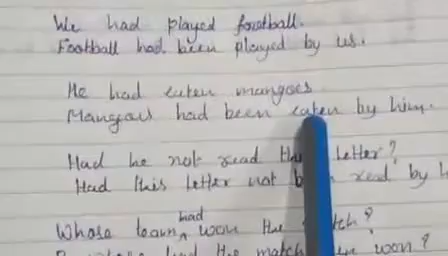 We had played football.
Football had been played by us.
He had eaten mangoes
Mangoes had been eaten by him.
Had he not read the letter?
Had this letter not read by
Whose team had won the
had the match won?